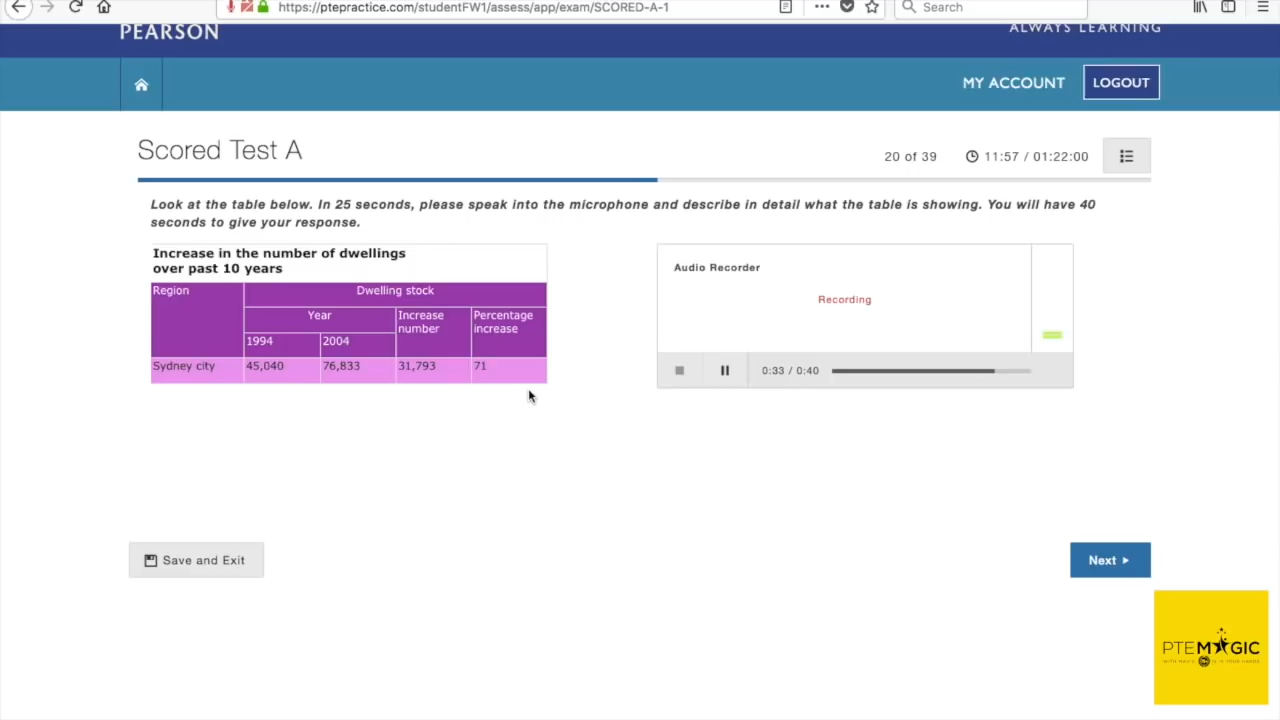 https://ptepractice.com/studentFW1/assess/app/exam/SCORED-A-1
Search
PEARSON
ALWAYS LEARNING
MY ACCOUNT
LOGOUT
Scored Test A
20 of 39
11:57 / 01:22:00
Look at the table below. In 25 seconds, please speak into the microphone and describe in detail what the table is showing. You will have 40
seconds to give your response.
Increase in the number of dwellings
over past 10 years
Region
Dwelling stock
Year
Increase
number
Percentage
increase
1994
2004
Sydney city
45,040
76,833
31,793
71
Audio Recorder
Recording
0:33 / 0:40
Save and Exit
Next
PTEMAGIC